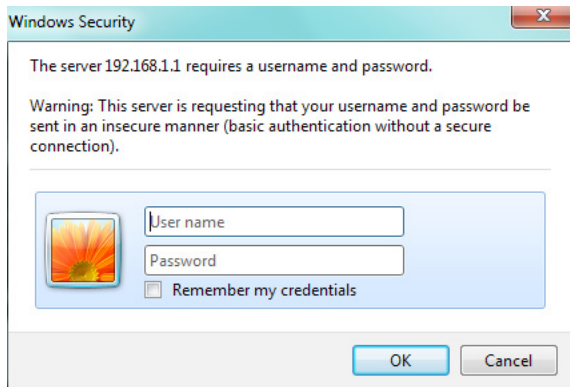 Windows Security
The server 192.168.1.1 requires a username and password.
Warning: This server is requesting that your username and password be
sent in an insecure manner (basic authentication without a secure
connection).
User name
Password
Remember my credentials
OK
Cancel